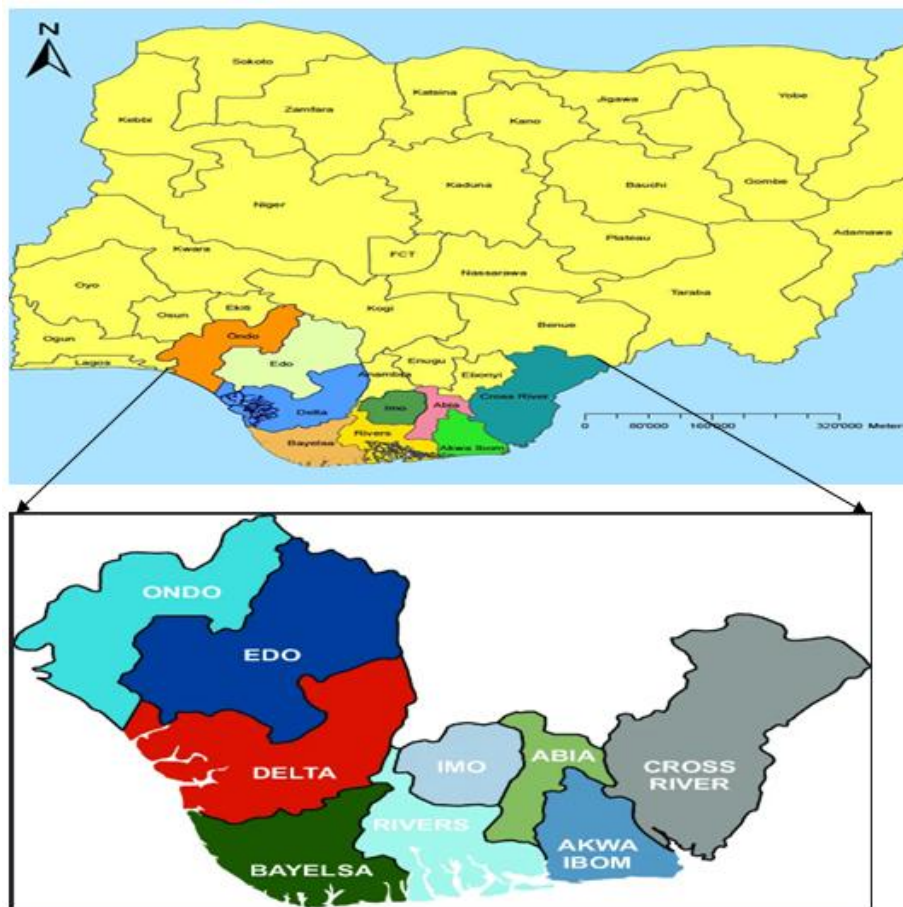 N
Sokoto
Katsina
Yobe
Jigawa
Zamfara
Kebbi
Kano
Kaduna
Bauchi
Gombe
Niger
Adamawa
Plateau
Kwara
FCT
Nassarawa
Oyo
Taraba
Osun
Ekiti
Kogi
Benue
Ogun
Ondo
Lagos
Edo
Enugu
Anambra
Ebonyi
Cross River
Delta
Imo
Abia
Bayelsa
Rivers
Akwa Ibom
0 80'000 160'000 320'000 Meter
ONDO
EDO
DELTA
IMO
ABIA
CROSS
RIVER
RIVERS
BAYELSA
AKWA
IBOM